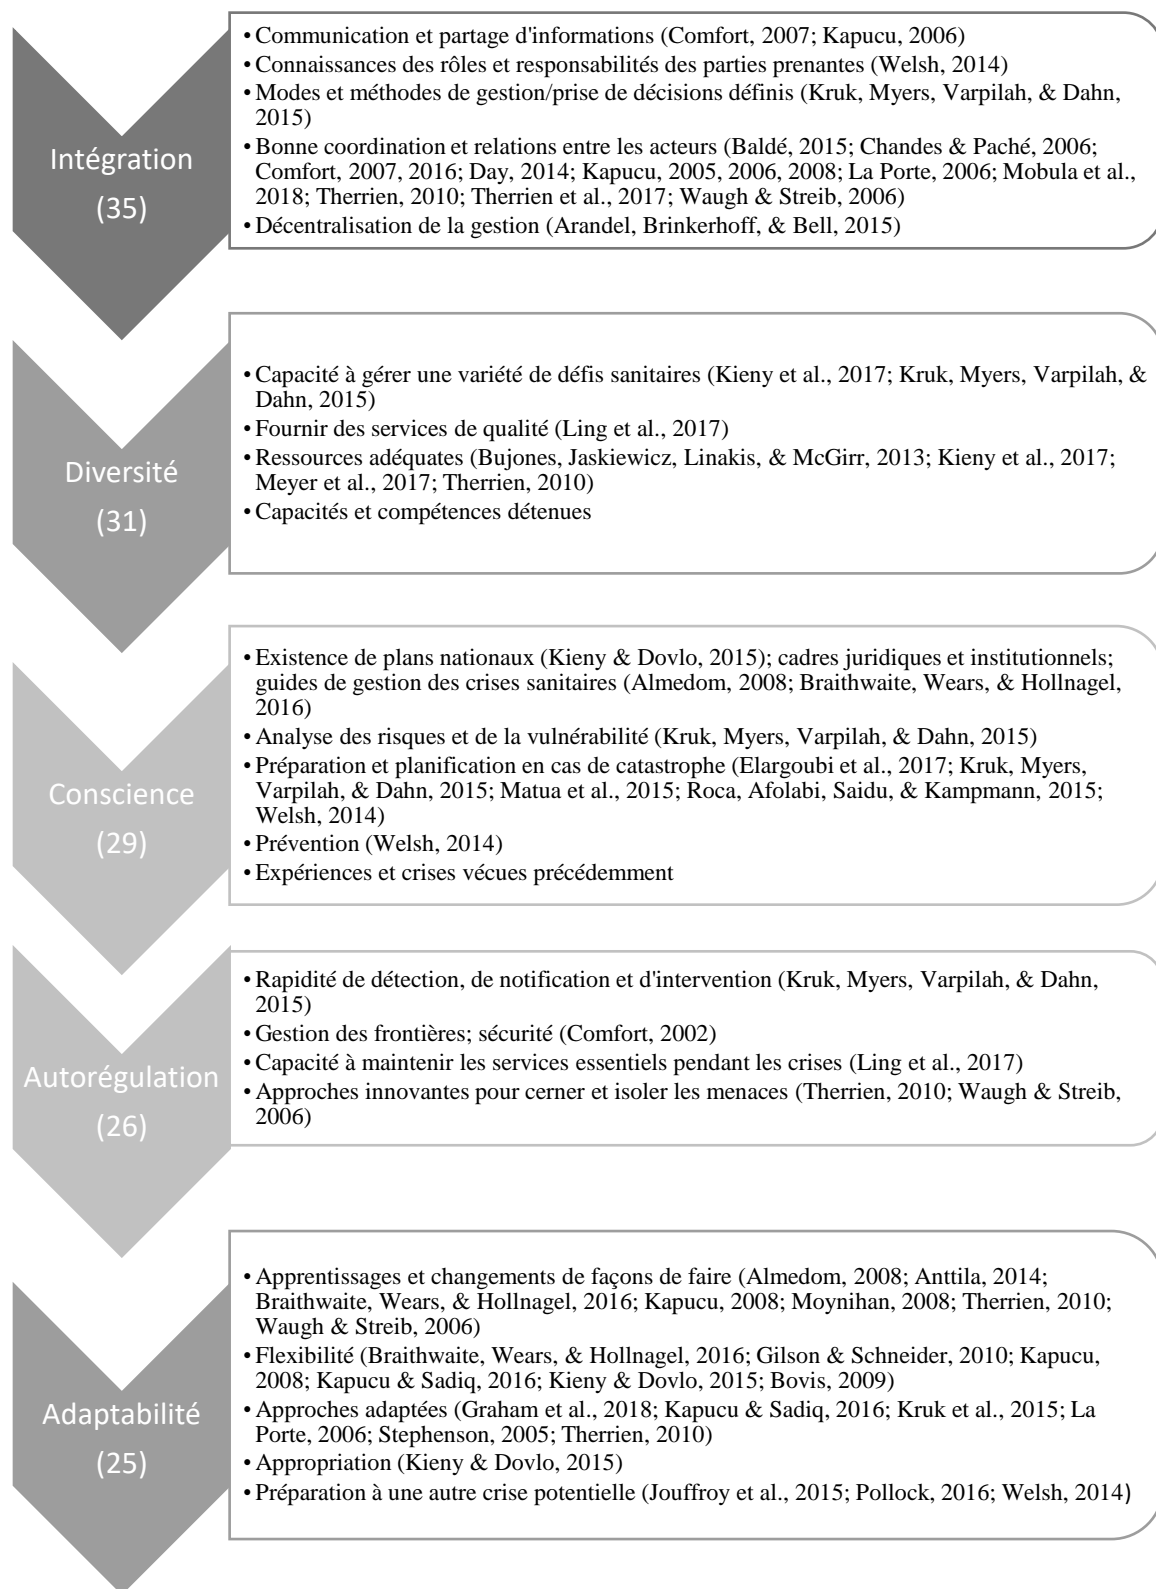 Intégration
(35)
• Communication et partage d'informations (Comfort, 2007; Kapucu, 2006)
• Connaissances des rôles et responsabilités des parties prenantes (Welsh, 2014)
• Modes et méthodes de gestion/prise de décisions définis (Kruk, Myers, Varpilah, & Dahn,
2015)
• Bonne coordination et relations entre les acteurs (Baldé, 2015; Chandes & Paché, 2006;
Comfort, 2007, 2016; Day, 2014; Kapucu, 2005, 2006, 2008; La Porte, 2006; Mobula et al.,
2018; Therrien, 2010; Therrien et al., 2017; Waugh & Streib, 2006)
• Décentralisation de la gestion (Arandel, Brinkerhoff, & Bell, 2015)
Diversité
(31)
• Capacité à gérer une variété de défis sanitaires (Kieny et al., 2017; Kruk, Myers, Varpilah, &
Dahn, 2015)
• Fournir des services de qualité (Ling et al., 2017)
• Ressources adéquates (Bujones, Jaskiewicz, Linakis, & McGirr, 2013; Kieny et al., 2017;
Meyer et al., 2017; Therrien, 2010)
• Capacités et compétences détenues
Conscience
(29)
• Existence de plans nationaux (Kieny & Dovlo, 2015); cadres juridiques et institutionnels;
guides de gestion des crises sanitaires (Almedom, 2008; Braithwaite, Wears, & Hollnagel,
2016)
• Analyse des risques et de la vulnérabilité (Kruk, Myers, Varpilah, & Dahn, 2015)
• Préparation et planification en cas de catastrophe (Elargoubi et al., 2017; Kruk, Myers,
Varpilah, & Dahn, 2015; Matua et al., 2015; Roca, Afolabi, Saidu, & Kampmann, 2015;
Welsh, 2014)
• Prévention (Welsh, 2014)
• Expériences et crises vécues précédemment
Autorégulation
(26)
• Rapidité de détection, de notification et d'intervention (Kruk, Myers, Varpilah, & Dahn,
2015)
• Gestion des frontières; sécurité (Comfort, 2002)
• Capacité à maintenir les services essentiels pendant les crises (Ling et al., 2017)
• Approches innovantes pour cerner et isoler les menaces (Therrien, 2010; Waugh & Streib,
2006)
Adaptabilité
(25)
• Apprentissages et changements de façons de faire (Almedom, 2008; Anttila, 2014;
Braithwaite, Wears, & Hollnagel, 2016; Kapucu, 2008; Moynihan, 2008; Therrien, 2010;
Waugh & Streib, 2006)
• Flexibilité (Braithwaite, Wears, & Hollnagel, 2016; Gilson & Schneider, 2010; Kapucu,
2008; Kapucu & Sadiq, 2016; Kieny & Dovlo, 2015; Bovis, 2009)
• Approches adaptées (Graham et al., 2018; Kapucu & Sadiq, 2016; Kruk et al., 2015; La
Porte, 2006; Stephenson, 2005; Therrien, 2010)
• Appropriation (Kieny & Dovlo, 2015)
• Préparation à une autre crise potentielle (Jouffroy et al., 2015; Pollock, 2016; Welsh, 2014)